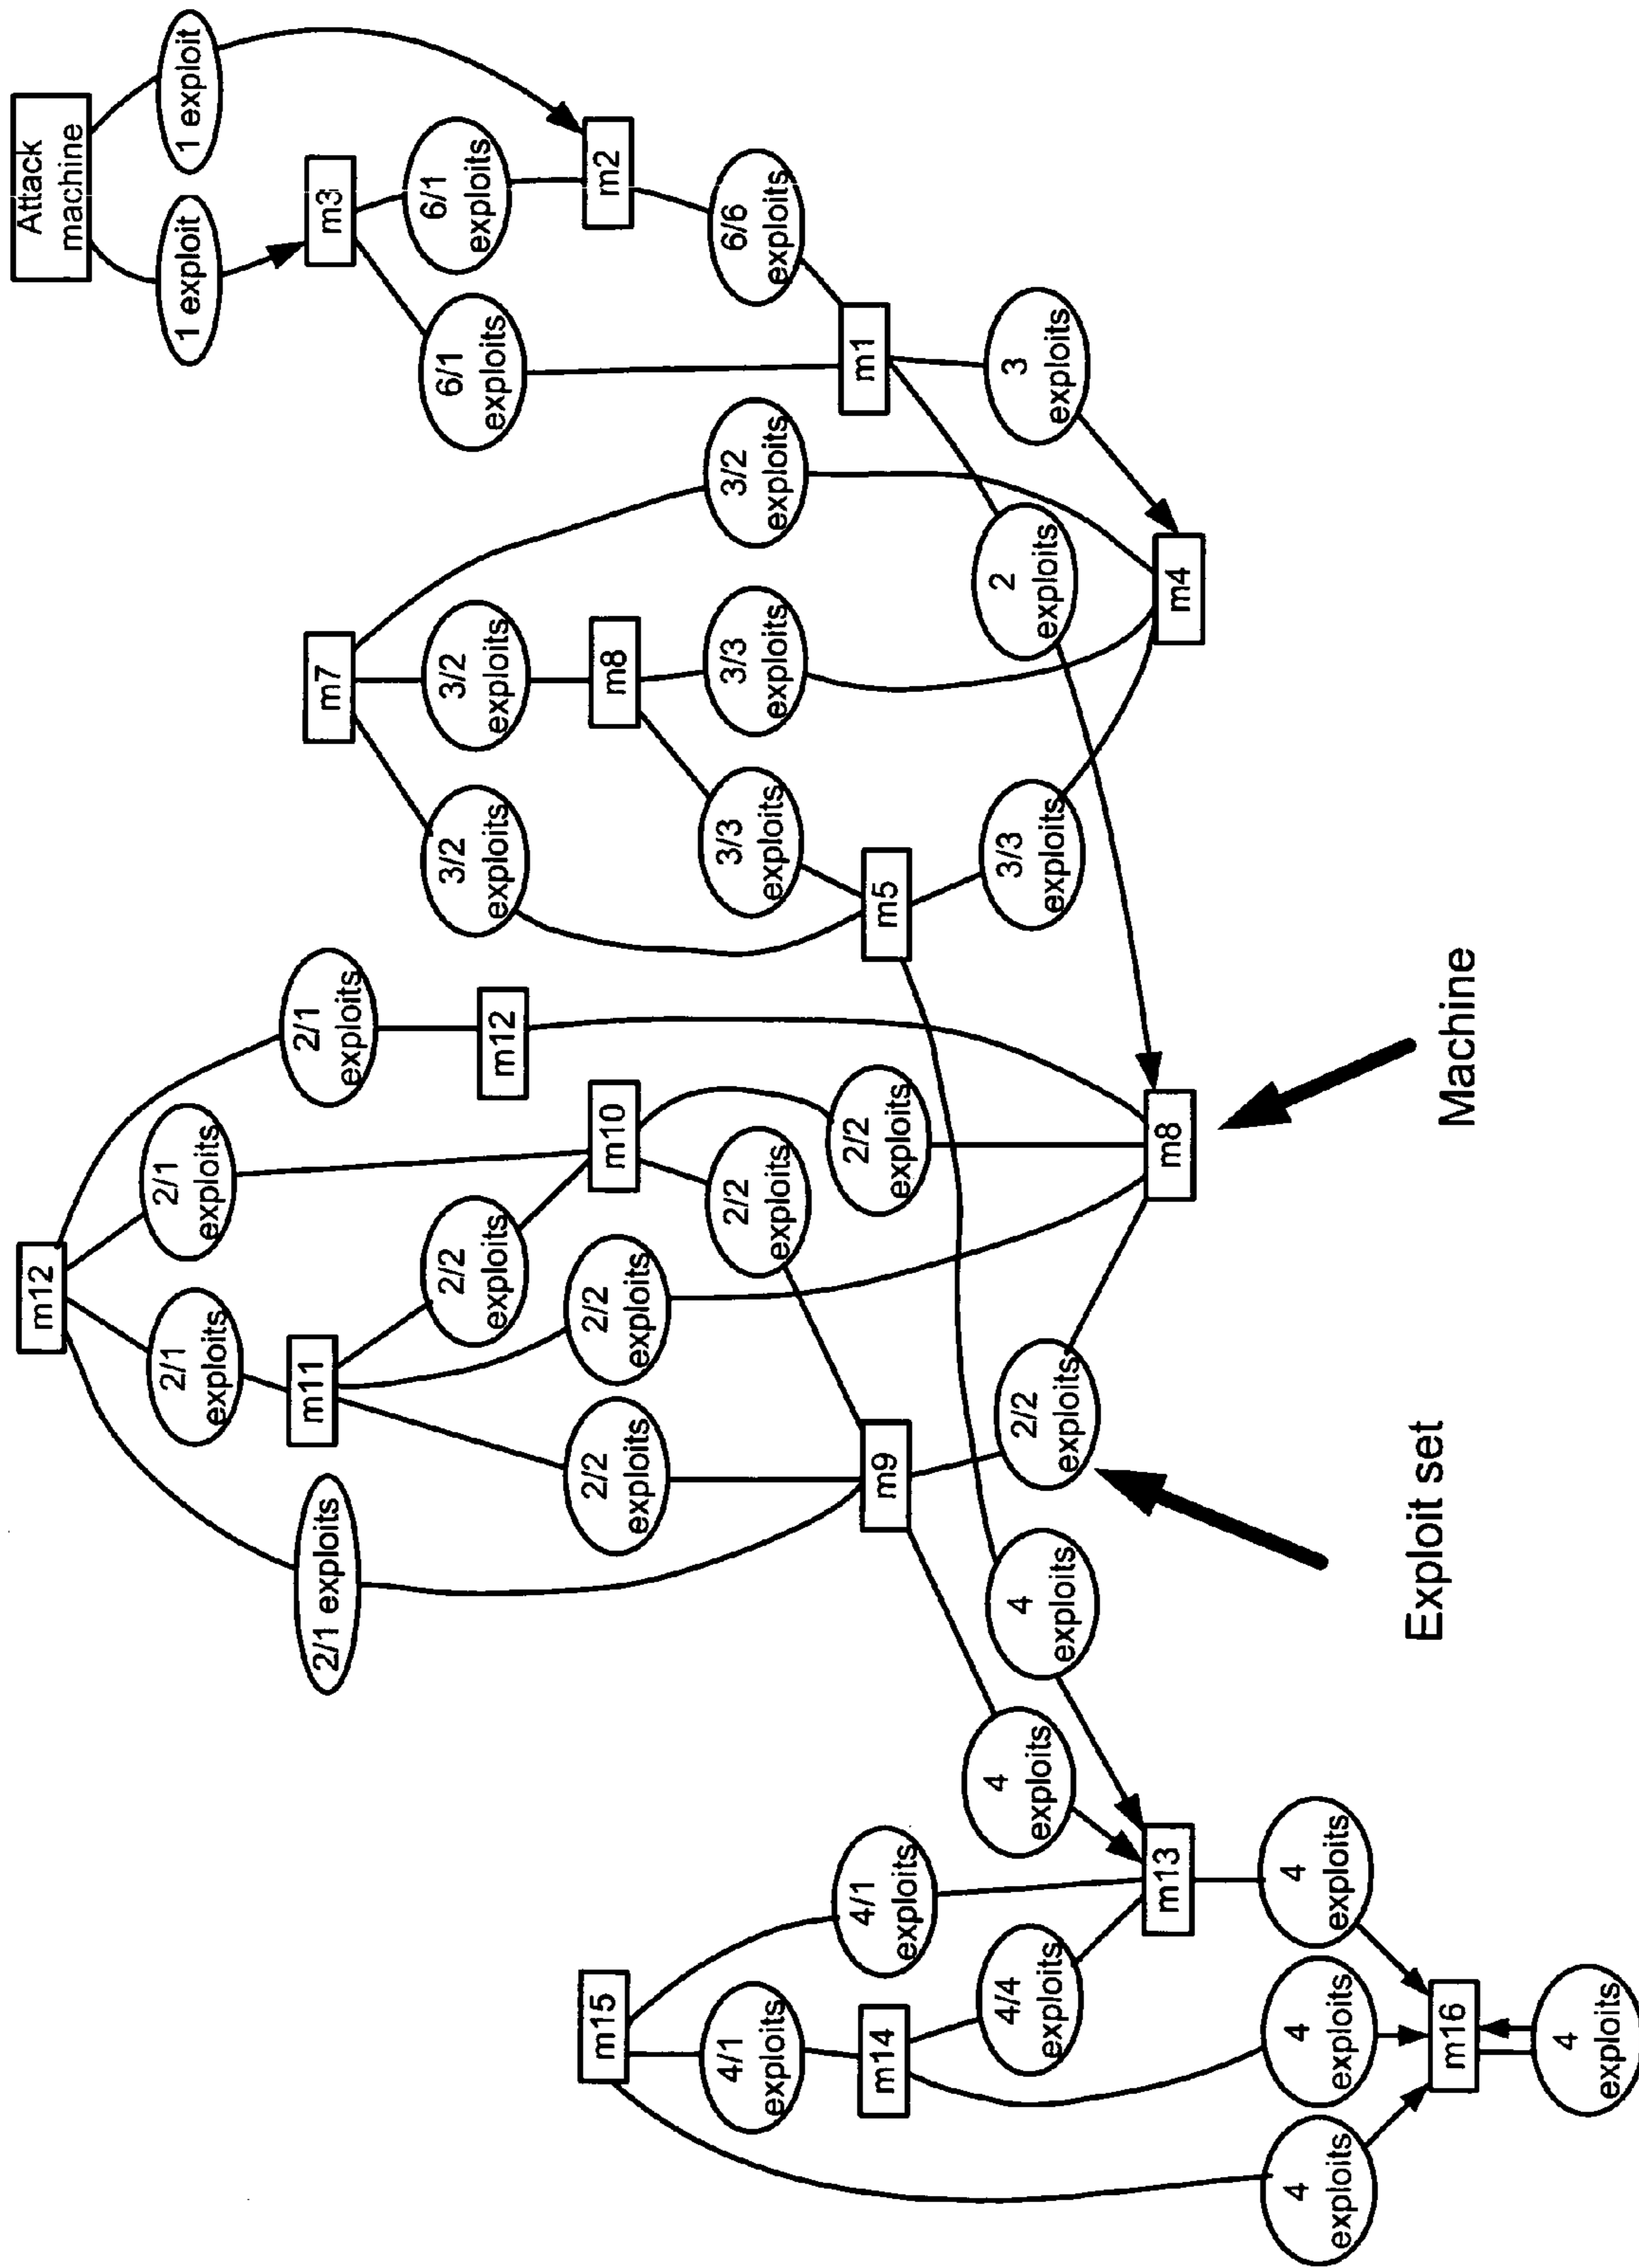 m12
Attack
machine
2/1
exploits
2/1
exploits
1 exploit
1 exploit
2/1 exploits
m11
2/1
exploits
m7
m3
2/2
exploits
m12
3/2
exploits
3/2
exploits
6/1
exploits
6/1
exploits
m15
2/2
exploits
2/2
exploits
m10
m8
m2
4/1
exploits
2/2
exploits
3/3
exploits
3/3
exploits
3/2
exploits
6/6
exploits
m14
4/1
exploits
m9
2/2
exploits
m5
m1
4/4
exploits
4
exploits
4
exploits
2/2
exploits
3/3
exploits
2
exploits
3
exploits
m13
m8
m4
4
exploits
4
exploits
4
exploits
m16
Exploit set
Machine
4
exploits